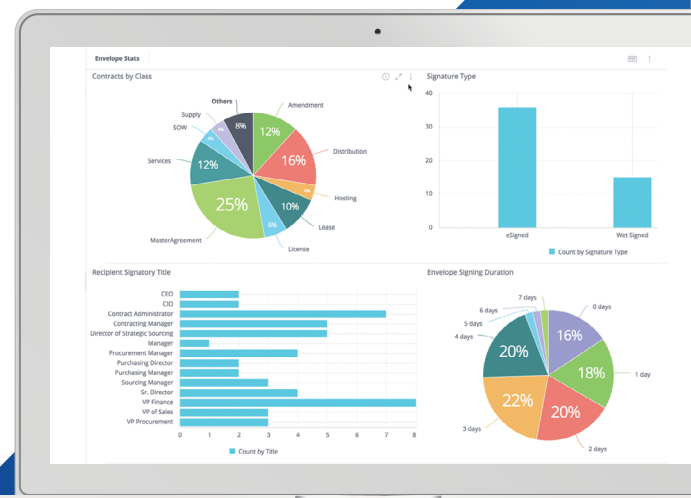 Envelope Stats
PDF
Contracts by Class
Others
Supply
SOW
Services
MasterAgreement
Amendment
Distribution
Hosting
Lease
License
8%
12%
16%
4%
10%
6%
25%
12%
4%
4%
Signature Type
40
30
20
10
0
eSigned
Wet Signed
Count by Signature Type
Recipient Signatory Title
CEO
CIO
Contract Administrator
Contracting Manager
Director of Strategic Sourcing
Manager
Procurement Manager
Purchasing Director
Purchasing Manager
Sourcing Manager
Sr. Director
VP Finance
VP of Sales
VP Procurement
0 1 2 3 4 5 6 7 8
Count by Title
Envelope Signing Duration
7 days
6 days
5 days
4 days
3 days
0 days
1 day
2 days
16%
18%
20%
22%
20%